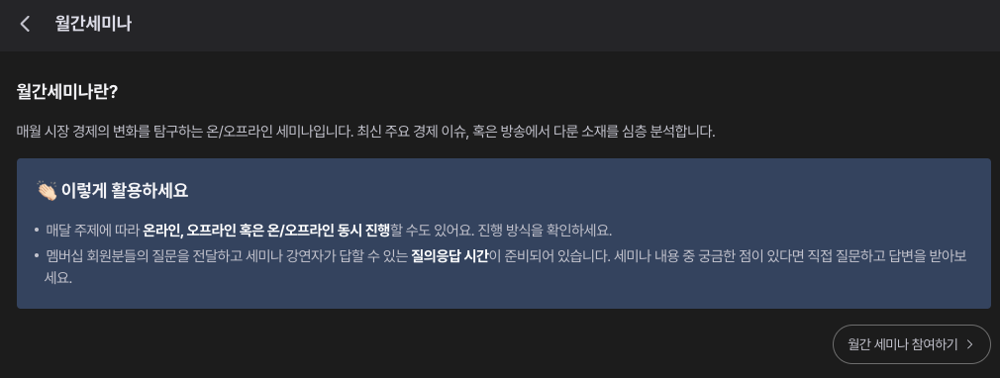 월간세미나
월간세미나란?
매월 시장 경제의 변화를 탐구하는 온/오프라인 세미나입니다. 최신 주요 경제 이슈, 혹은 방송에서 다룬 소재를 심층 분석합니다.
👏🏻 이렇게 활용하세요
• 매달 주제에 따라 온라인, 오프라인 혹은 온/오프라인 동시 진행할 수도 있어요. 진행 방식을 확인하세요.
• 멤버십 회원분들의 질문을 전달하고 세미나 강연자가 답할 수 있는 질의응답 시간이 준비되어 있습니다. 세미나 내용 중 궁금한 점이 있다면 직접 질문하고 답변을 받아보
세요.
월간 세미나 참여하기 >